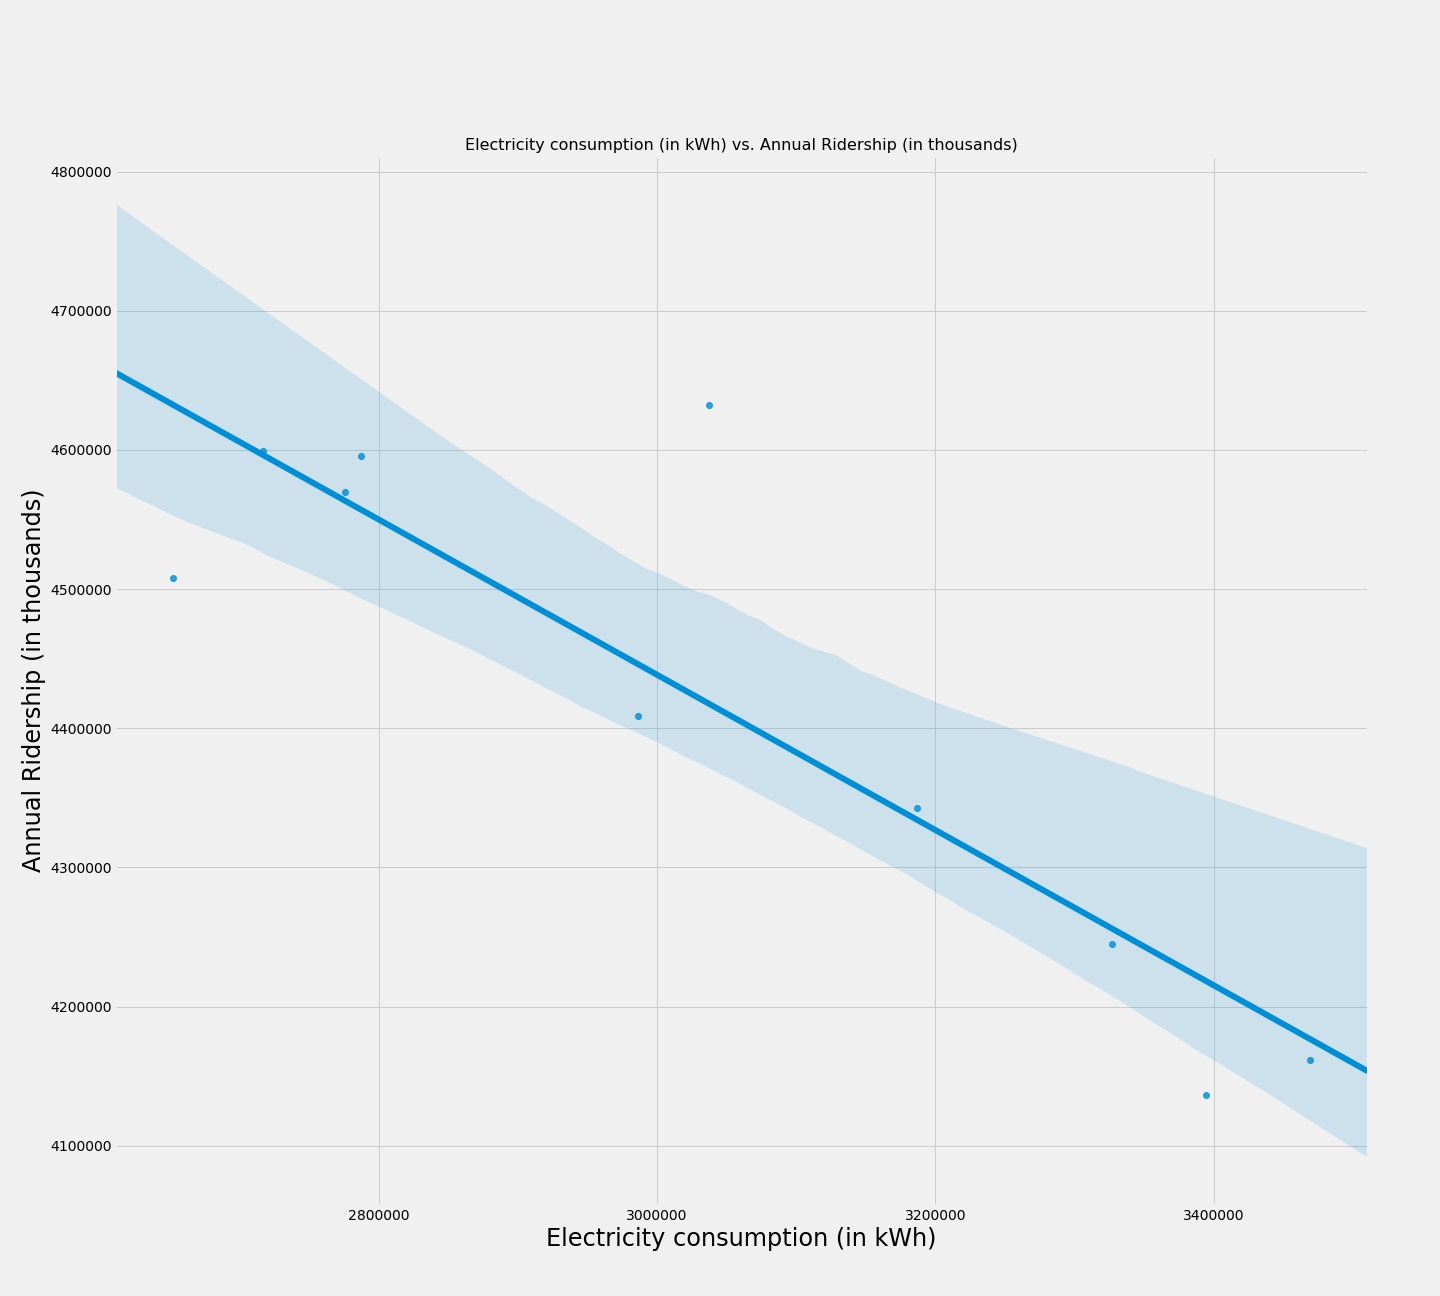 Electricity consumption (in kWh) vs. Annual Ridership (in thousands)
4800000
4700000
4600000
4500000
4400000
4300000
4200000
4100000
Annual Ridership (in thousands)
2800000 3000000 3200000 3400000
Electricity consumption (in kWh)